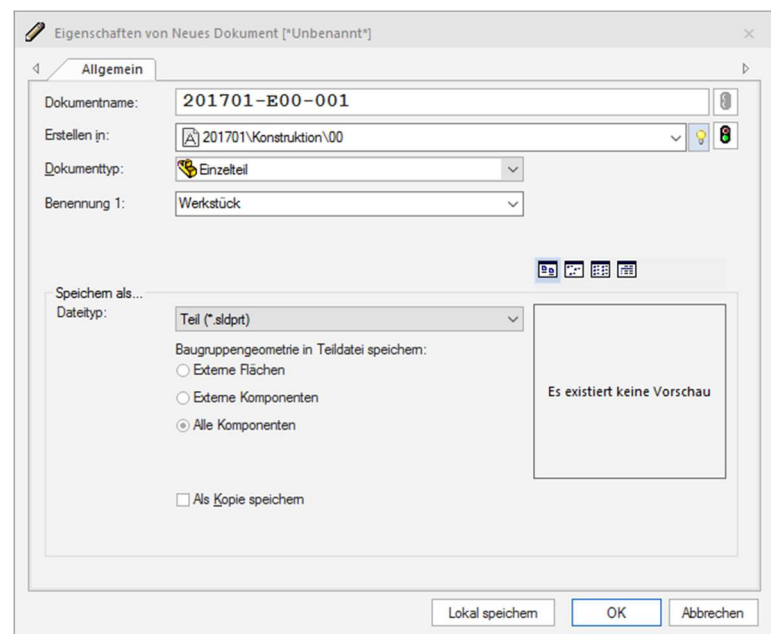 Eigenschaften von Neues Dokument [*Unbenannt*]
Allgemein
Dokumentname: 201701-E00-001
Erstellen in: 201701\Konstruktion\00
Dokumenttyp: Einzelteil
Benennung 1: Werkstück
Speichern als...
Dateityp: Teil (*.sldprt)
Baugruppengeometrie in Teildatei speichern:
Externe Flächen
Externe Komponenten
Alle Komponenten
Es existiert keine Vorschau
Als Kopie speichern
Lokal speichern OK Abbrechen